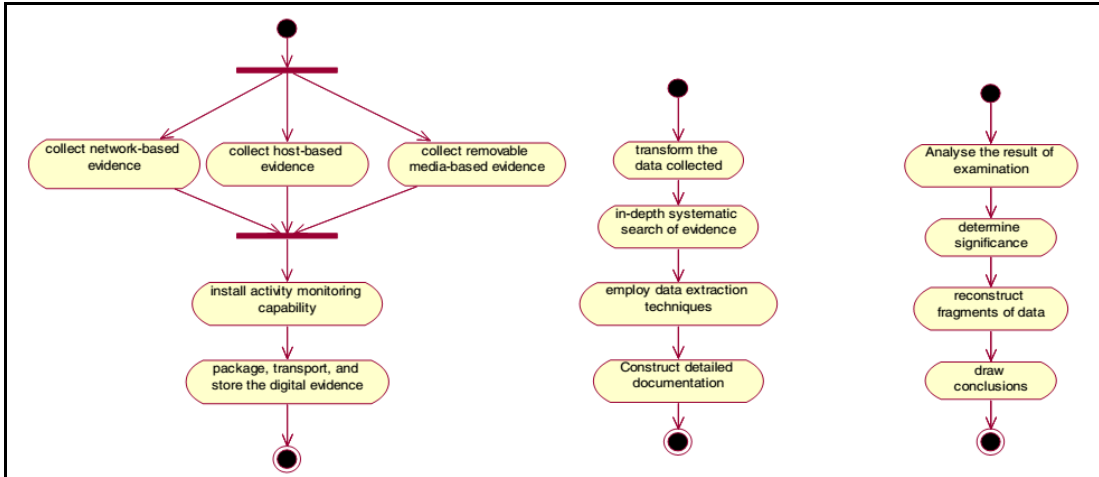 collect network-based
evidence
collect host-based
evidence
collect removable
media-based evidence
install activity monitoring
capability
package, transport, and
store the digital evidence
transform the
data collected
in-depth systematic
search of evidence
employ data extraction
techniques
Construct detailed
documentation
Analyse the result of
examination
determine
significance
reconstruct
fragments of data
draw
conclusions